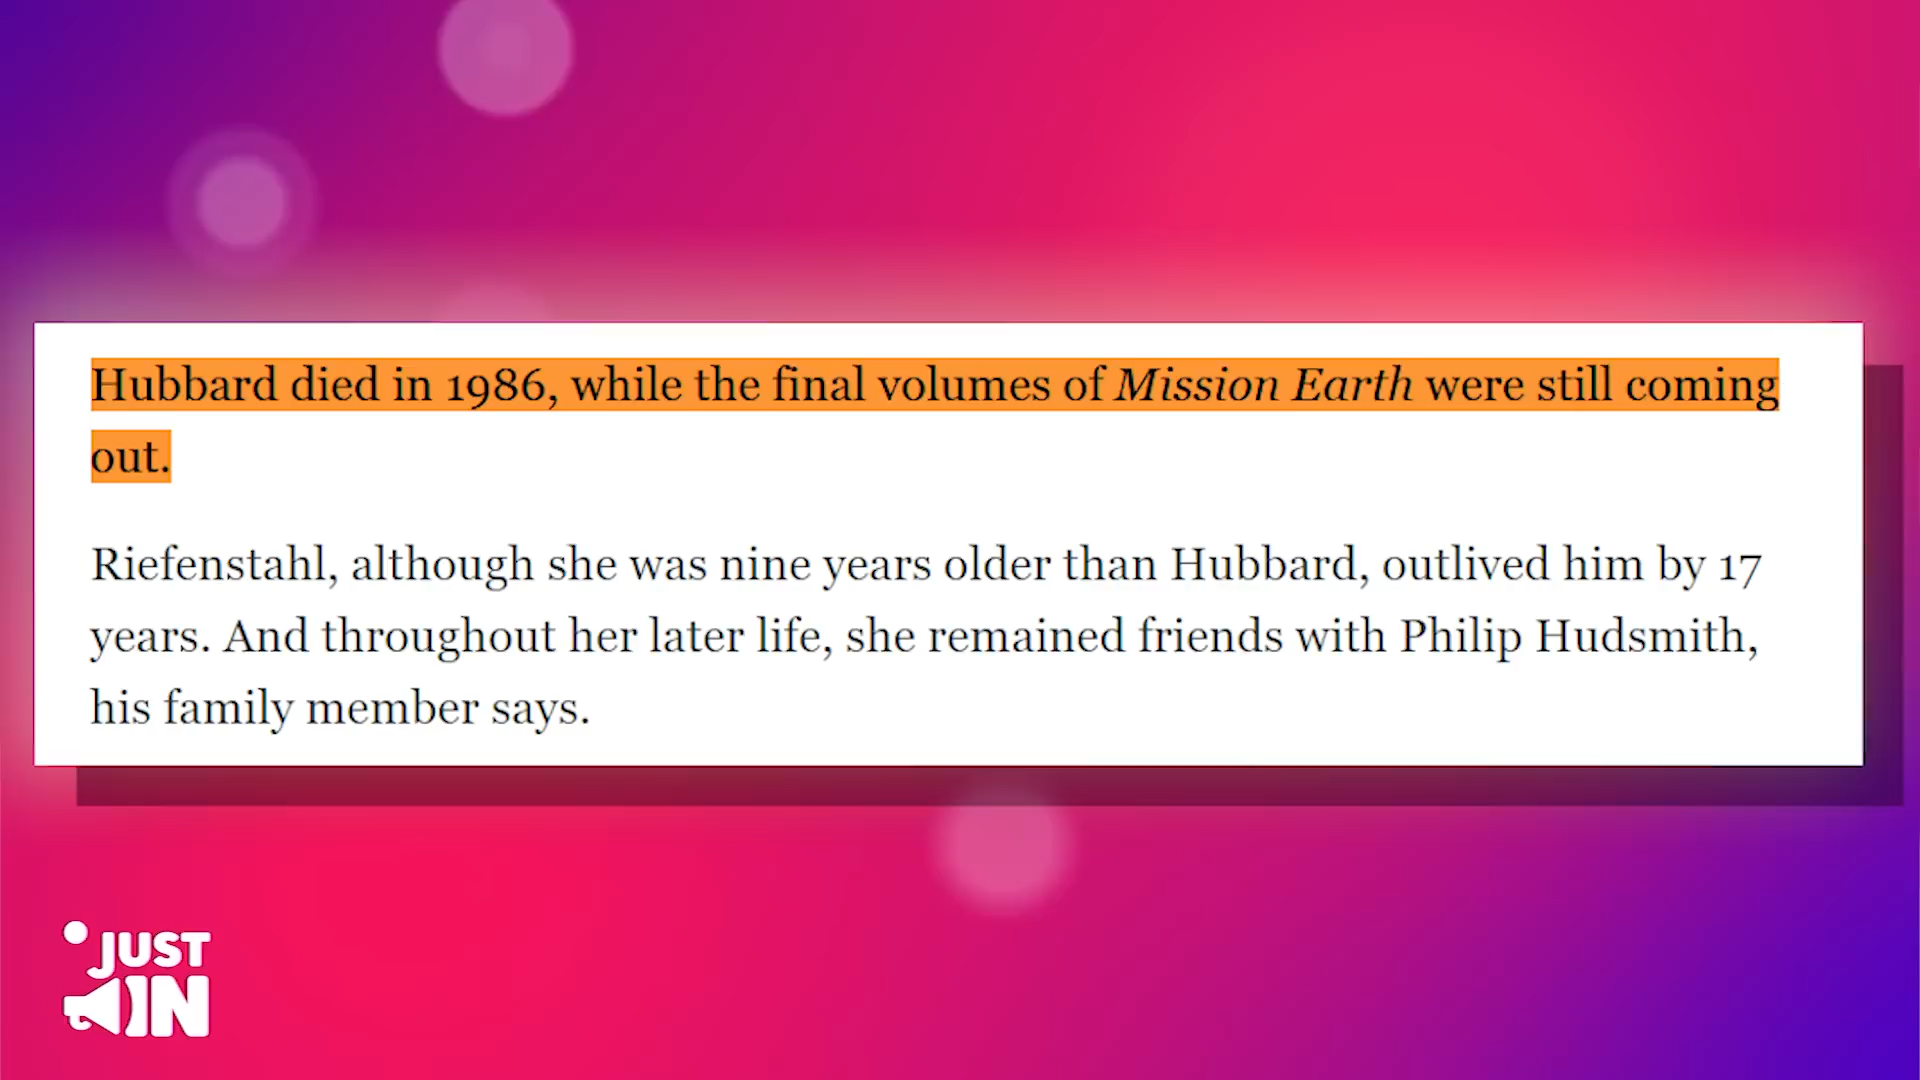 Hubbard died in 1986, while the final volumes of Mission Earth were still coming
out.
Riefenstahl, although she was nine years older than Hubbard, outlived him by 17
years. And throughout her later life, she remained friends with Philip Hudsmith,
his family member says.
JUST
IN